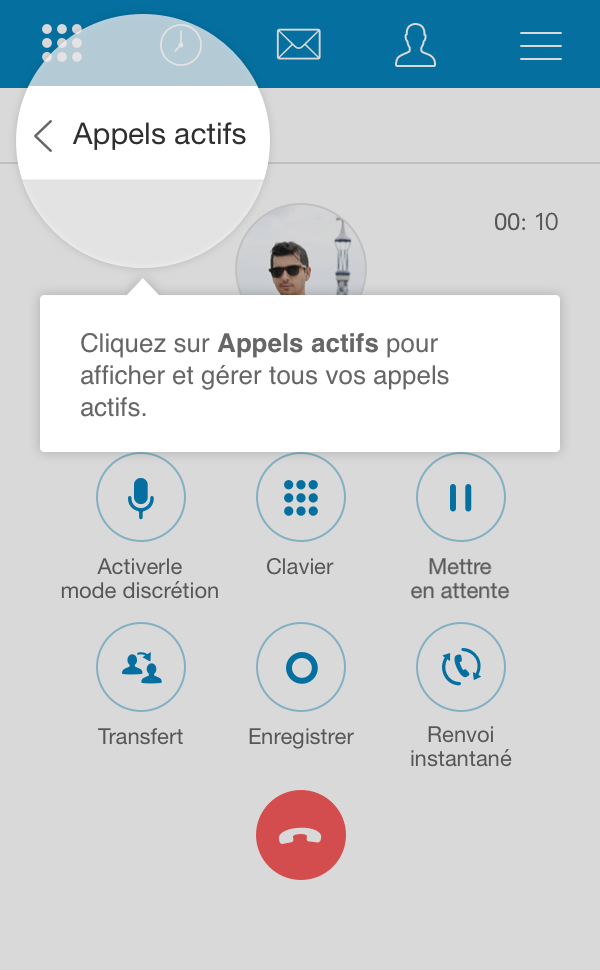 Appels actifs
00: 10
Cliquez sur Appels actifs pour
afficher et gérer tous vos appels
actifs.
Activerle
mode discrétion
Clavier
Mettre
en attente
Transfert
Enregistrer
Renvoi
instantané